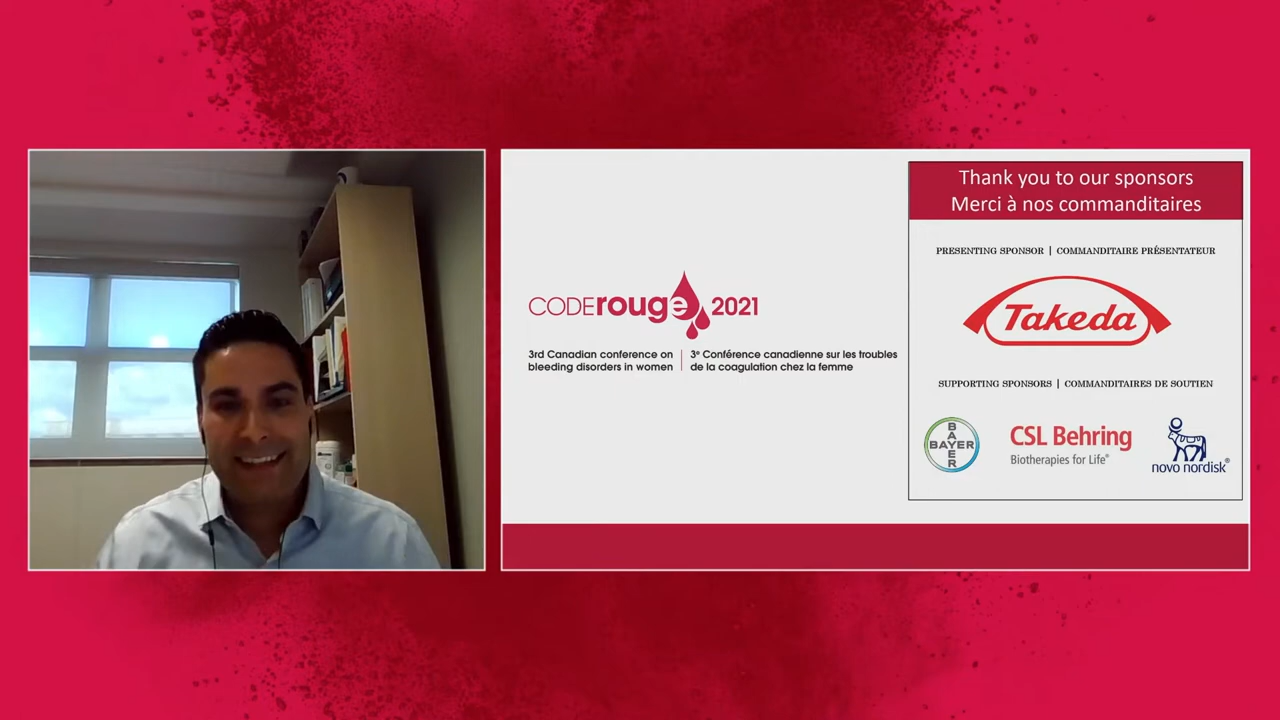 CODErouge 2021
3rd Canadian conference on
bleeding disorders in women
3e Conférence canadienne sur les troubles
de la coagulation chez la femme
Thank you to our sponsors
Merci à nos commanditaires
PRESENTING SPONSOR | COMMANDITAIRE PRÉSENTATEUR
Takeda
SUPPORTING SPONSORS | COMMANDITAIRES DE SOUTIEN
BAYER
BAYER
CSL Behring
Biotherapies for Life®
novo nordisk®